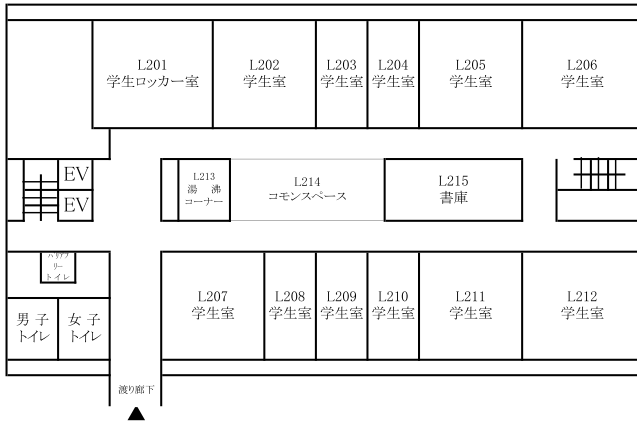 L201
学生ロッカー室
L202
学生室
L203
学生室
L204
学生室
L205
学生室
L206
学生室
EV
EV
L213
湯 沸
コーナー
L214
コモンスペース
L215
書庫
バリアフ
リー
トイレ
男 子
トイレ
女 子
トイレ
L207
学生室
L208
学生室
L209
学生室
L210
学生室
L211
学生室
L212
学生室
渡り廊下